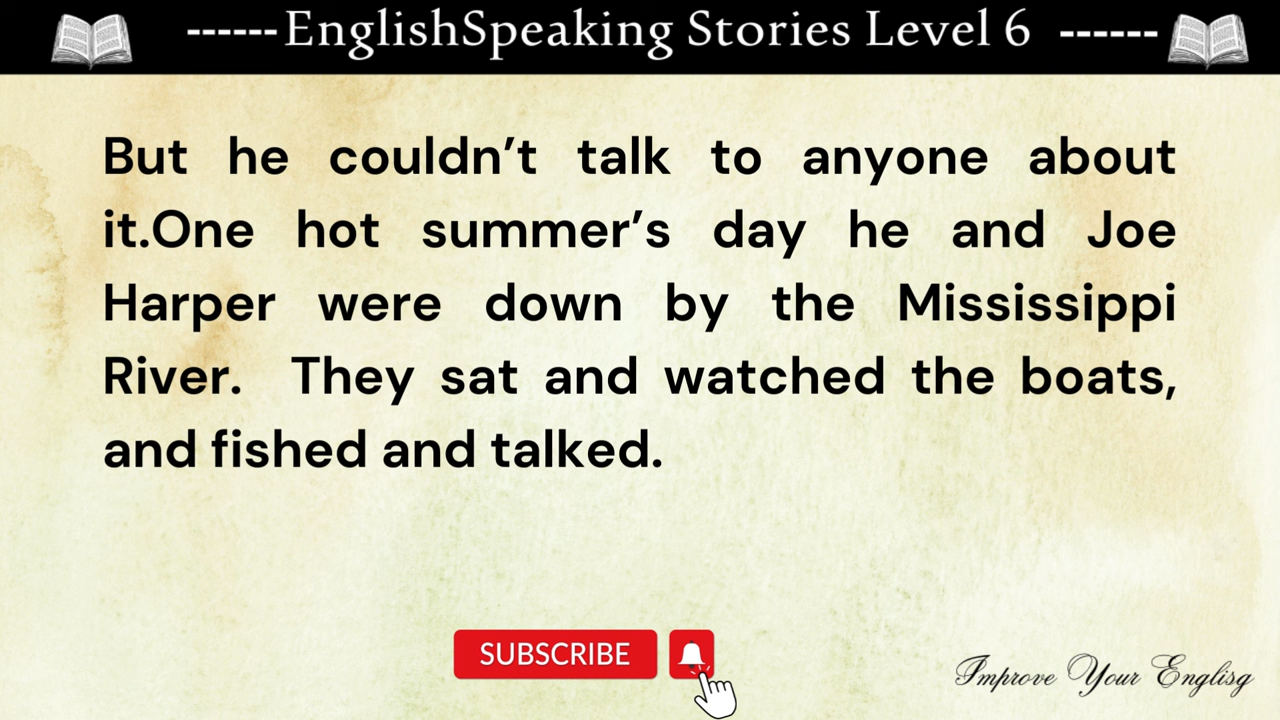 ------EnglishSpeaking Stories Level 6 ------
But he couldn’t talk to anyone about
it.One hot summer’s day he and Joe
Harper were down by the Mississippi
River. They sat and watched the boats,
and fished and talked.
SUBSCRIBE
Improve Your Englisg